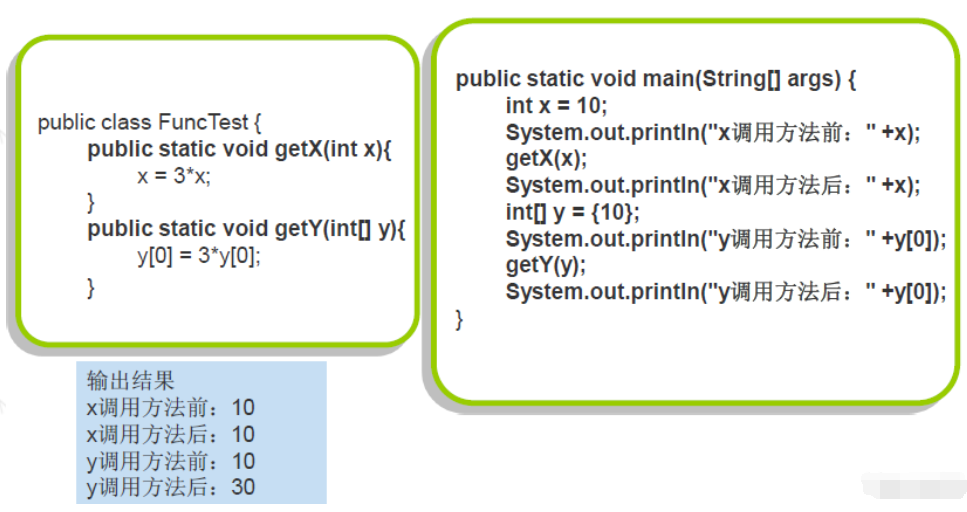 public class FuncTest {
public static void getX(int x){
x = 3*x;
}
public static void getY(int[] y){
y[0] = 3*y[0];
}
public static void main(String[] args) {
int x = 10;
System.out.println("x调用方法前：" +x);
getX(x);
System.out.println("x调用方法后：" +x);
int[] y = {10};
System.out.println("y调用方法前：" +y[0]);
getY(y);
System.out.println("y调用方法后：" +y[0]);
}
输出结果
x调用方法前：10
x调用方法后：10
y调用方法前：10
y调用方法后：30